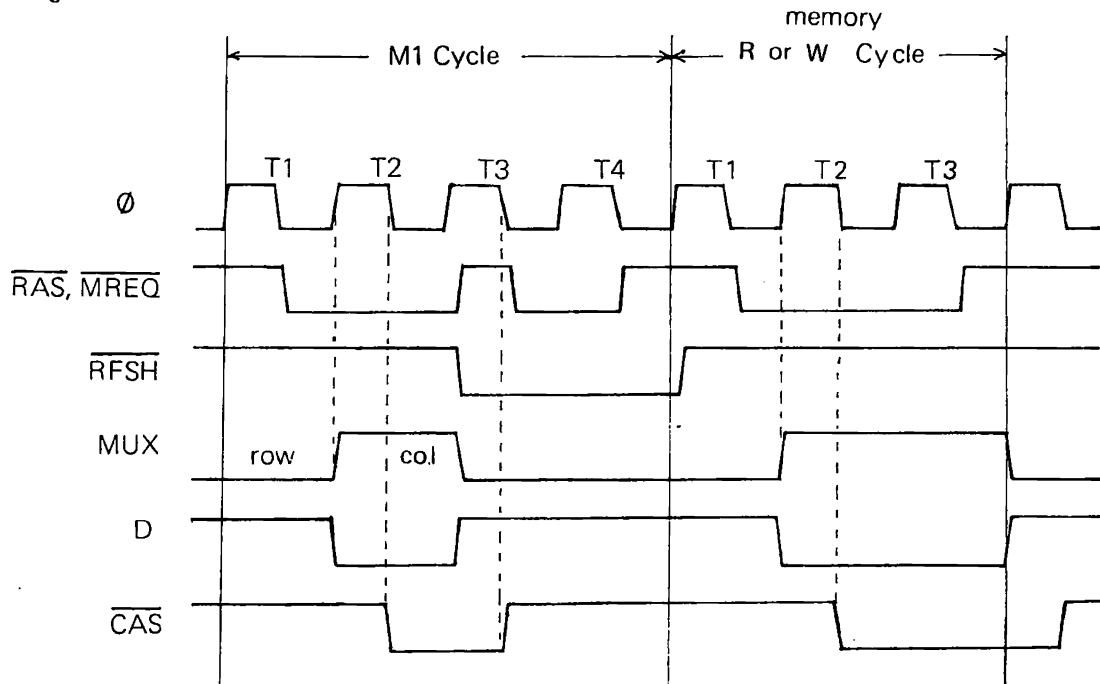 memory
M1 Cycle
R or W Cycle
T1 T2 T3 T4 T1 T2 T3
Ø
RAS, MREQ
RFSH
MUX
row
col
D
CAS